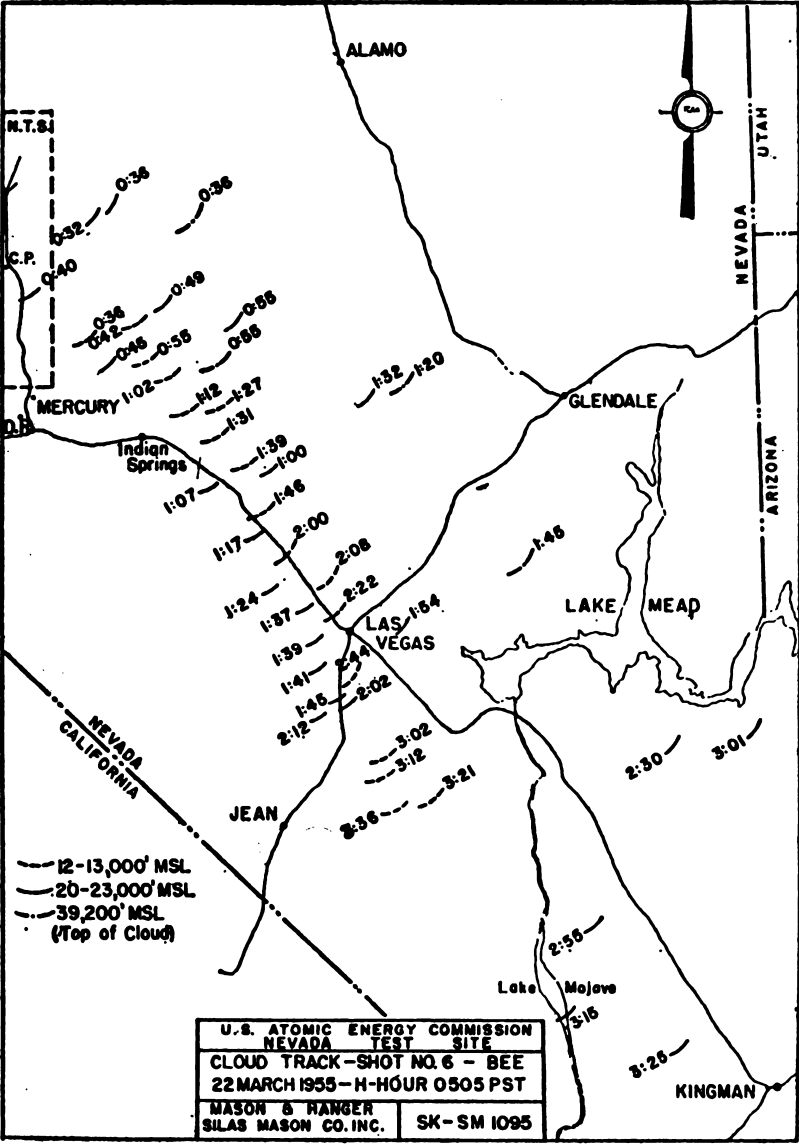 ALAMO
N.T.S.
UTAH
0:36
0:36
0:32
C.P.
0:40
NEVADA
0:49
0:36
0:42
0:55
0:45
0:55
0:55
1:02
1:12
1:27
1:32
1:20
MERCURY
GLENDALE
1:31
Indian
Springs
1:39
1:00
ARIZONA
1:07
1:46
1:17
2:00
2:08
1:45
1:24
2:22
1:37
1:54
LAKE MEAD
LAS
VEGAS
1:39
2:44
1:41
1:45
2:02
2:12
NEVADA
CALIFORNIA
3:02
3:12
2:30
3:01
3:21
JEAN
3:36
12-13,000' MSL
20-23,000' MSL
39,200' MSL
(Top of Cloud)
2:55
Lake Mojave
3:15
3:25
KINGMAN
U.S. ATOMIC ENERGY COMMISSION
NEVADA TEST SITE
CLOUD TRACK-SHOT NO. 6 - BEE
22 MARCH 1955-H-HOUR 0505 PST
MASON & HANGER
SILAS MASON CO. INC.
SK-SM 1095